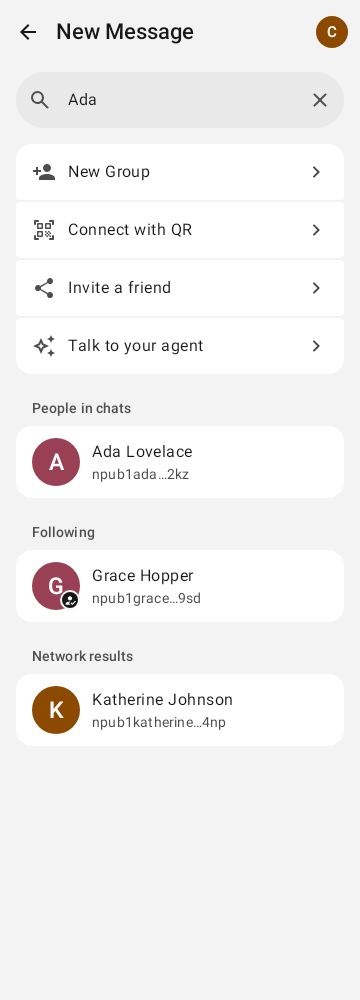 New Message
C
Ada
New Group
Connect with QR
Invite a friend
Talk to your agent
People in chats
A
Ada Lovelace
npub1ada…2kz
Following
G
Grace Hopper
npub1grace…9sd
Network results
K
Katherine Johnson
npub1katherine…4np